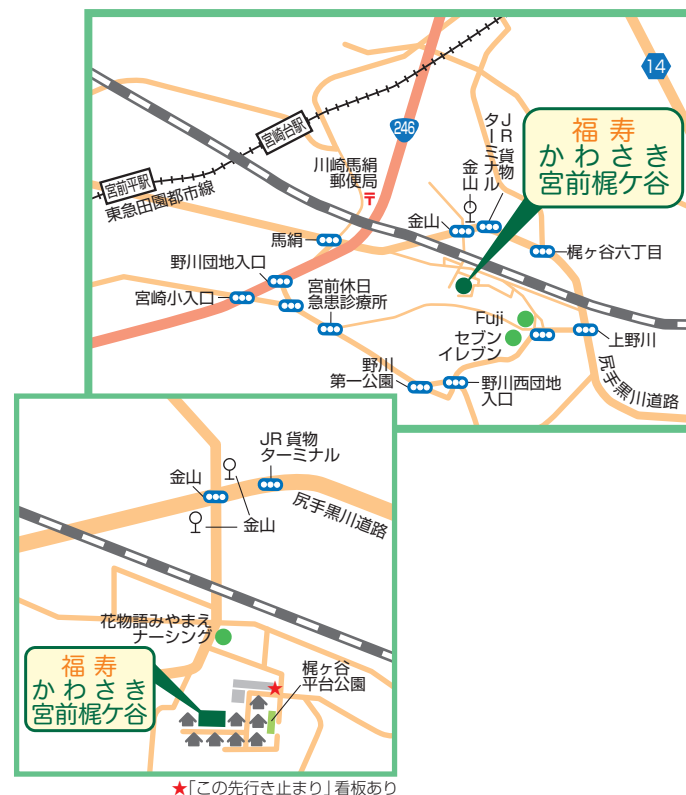 14
246
宮崎台駅
宮前平駅
東急田園都市線
川崎馬絹
郵便局
〒
金山
JR貨物
ターミナル
福寿
かわさき
宮前梶ケ谷
金山
馬絹
梶ヶ谷六丁目
野川団地入口
宮崎小入口
宮前休日
急患診療所
Fuji
セブン
イレブン
上野川
野川
第一公園
野川西団地
入口
尻手黒川道路
JR貨物
ターミナル
金山
金山
尻手黒川道路
花物語みやまえ
ナーシング
福寿
かわさき
宮前梶ケ谷
梶ヶ谷
平台公園
★「この先行き止まり」看板あり